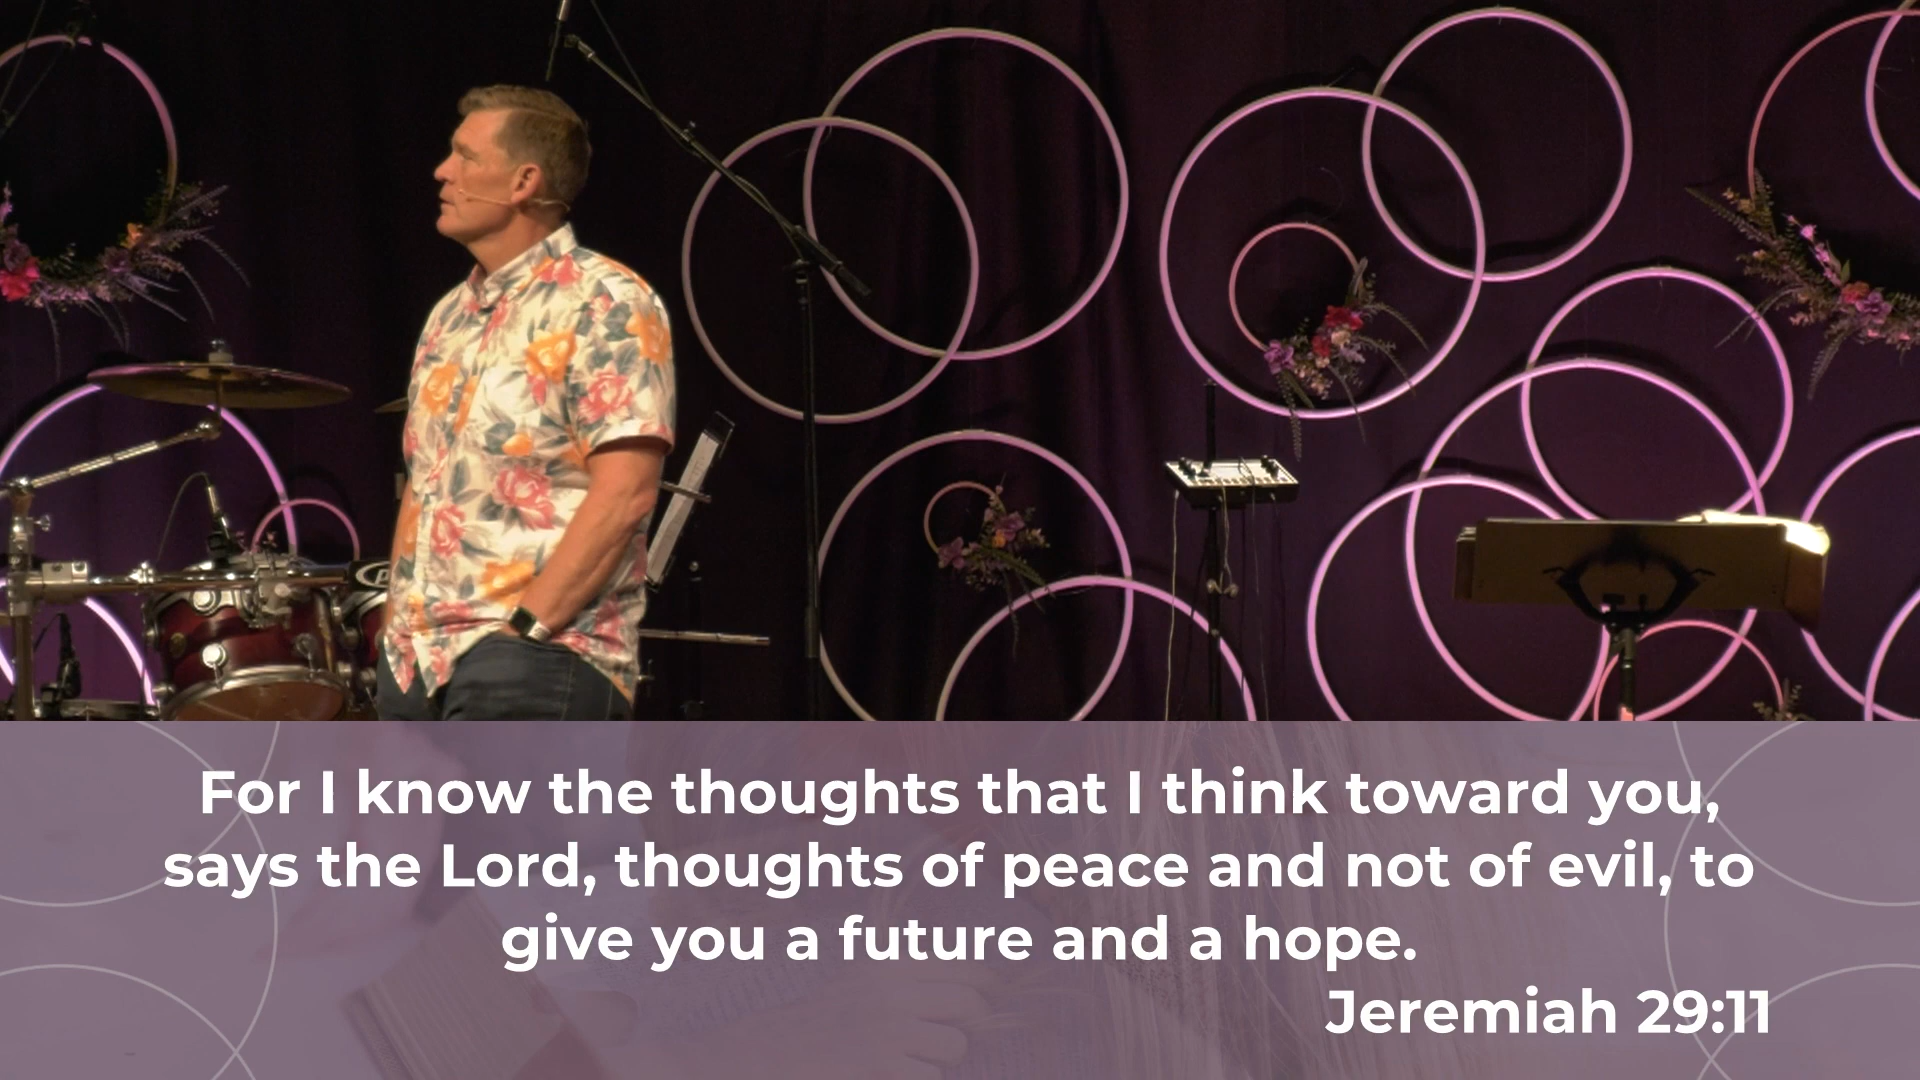 For I know the thoughts that I think toward you,
says the Lord, thoughts of peace and not of evil, to
give you a future and a hope.
Jeremiah 29:11